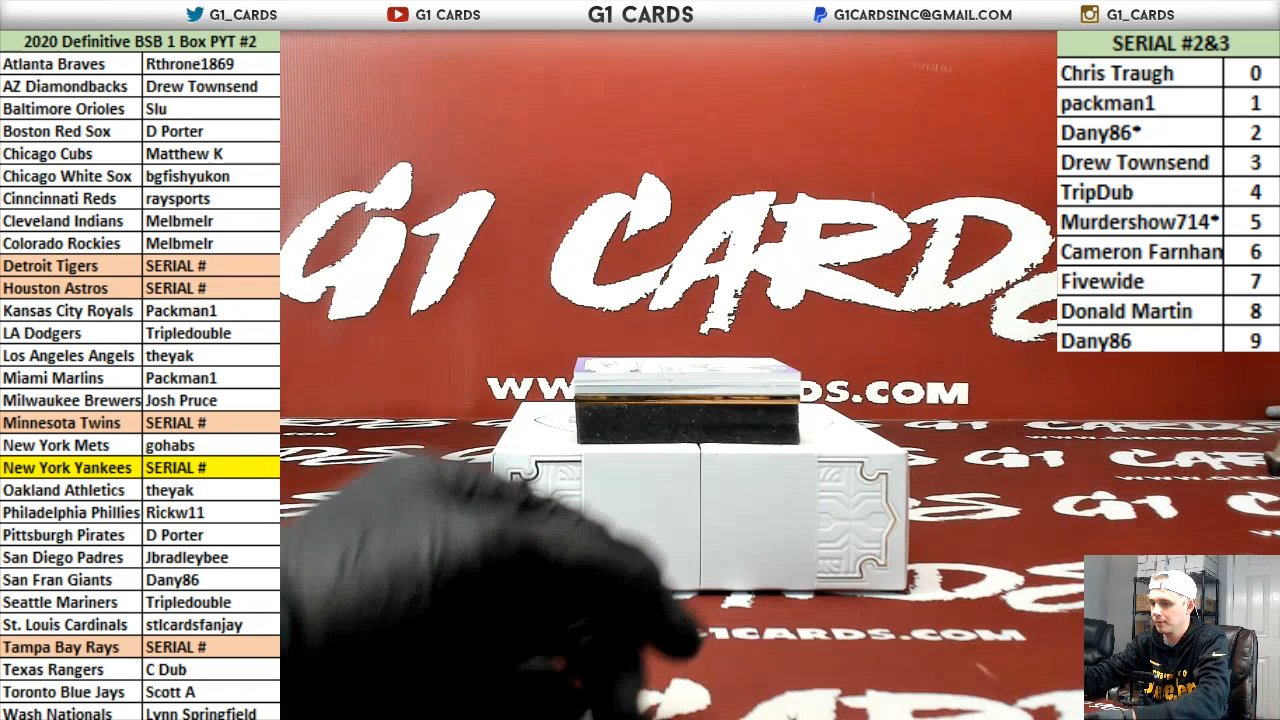 G1_CARDS
G1 CARDS
G1 CARDS
G1CARDSINC@GMAIL.COM
G1_CARDS
2020 Definitive BSB 1 Box PYT #2
Atlanta Braves Rthrone1869
AZ Diamondbacks Drew Townsend
Baltimore Orioles Slu
Boston Red Sox D Porter
Chicago Cubs Matthew K
Chicago White Sox bgfishyukon
Cinncinnati Reds raysports
Cleveland Indians Melbmelr
Colorado Rockies Melbmelr
Detroit Tigers SERIAL #
Houston Astros SERIAL #
Kansas City Royals Packman1
LA Dodgers Tripledouble
Los Angeles Angels theyak
Miami Marlins Packman1
Milwaukee Brewers Josh Pruce
Minnesota Twins SERIAL #
New York Mets gohabs
New York Yankees SERIAL #
Oakland Athletics theyak
Philadelphia Phillies Rickw11
Pittsburgh Pirates D Porter
San Diego Padres Jbradleybee
San Fran Giants Dany86
Seattle Mariners Tripledouble
St. Louis Cardinals stlcardsfanjay
Tampa Bay Rays SERIAL #
Texas Rangers C Dub
Toronto Blue Jays Scott A
Wash Nationals Lynn Springfield
SERIAL #2&3
Chris Traugh 0
packman1 1
Dany86* 2
Drew Townsend 3
TripDub 4
Murdershow714* 5
Cameron Farnhan 6
Fivewide 7
Donald Martin 8
Dany86 9
G1 CARDS
WW RDS.COM
G1 CARDS
G1CARDS.COM